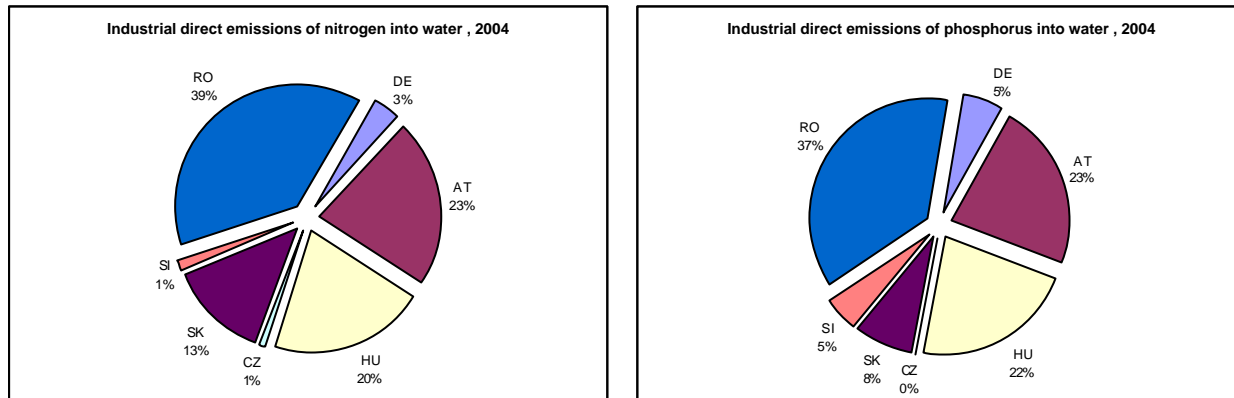 Industrial direct emissions of nitrogen into water , 2004
RO
39%
DE
3%
AT
23%
HU
20%
CZ
1%
SK
13%
SI
1%
Industrial direct emissions of phosphorus into water , 2004
RO
37%
DE
5%
AT
23%
HU
22%
CZ
0%
SK
8%
SI
5%